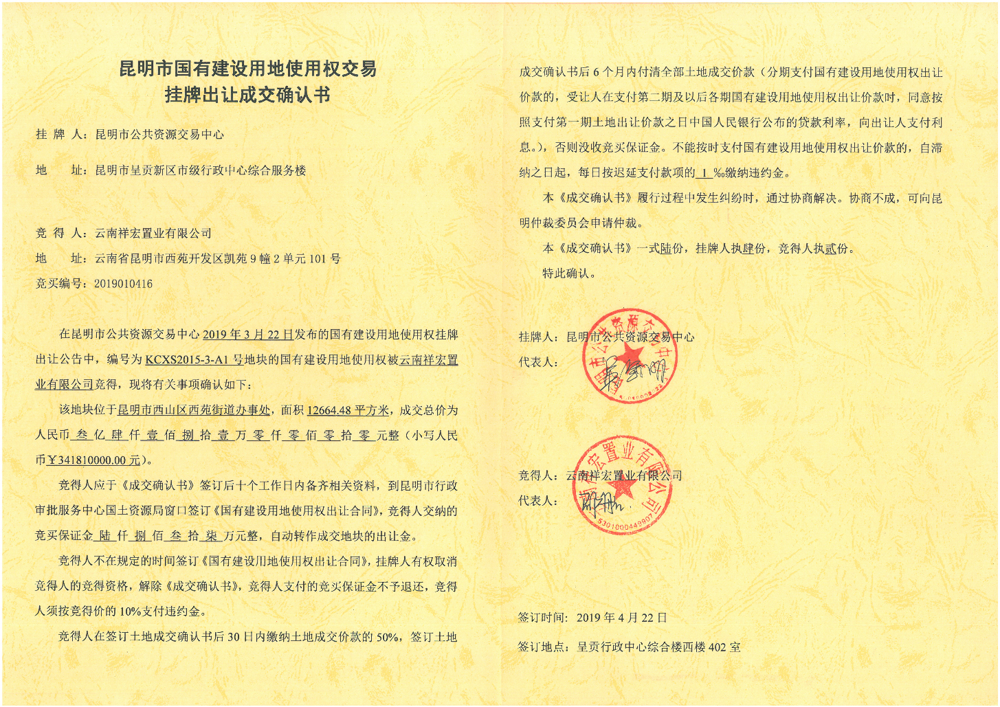 昆明市国有建设用地使用权交易
挂牌出让成交确认书
挂 牌 人：昆明市公共资源交易中心
地 址：昆明市呈贡新区市级行政中心综合服务楼
竞 得 人：云南祥宏置业有限公司
地 址：云南省昆明市西苑开发区凯苑 9 幢 2 单元 101 号
竞买编号：2019010416
在昆明市公共资源交易中心 2019 年 3 月 22 日发布的国有建设用地使用权挂牌
出让公告中，编号为 KCXS2015-3-A1 号地块的国有建设用地使用权被云南祥宏置
业有限公司竞得，现将有关事项确认如下：
该地块位于昆明市西山区西苑街道办事处，面积 12664.48 平方米，成交总价为
人民币 叁 亿 肆 仟 壹 佰 捌 拾 壹 万 零 仟 零 佰 零 拾 零 元整（小写人民
币￥341810000.00 元）。
竞得人应于《成交确认书》签订后十个工作日内备齐相关资料，到昆明市行政
审批服务中心国土资源局窗口签订《国有建设用地使用权出让合同》，竞得人交纳的
竞买保证金 陆 仟 捌 佰 叁 拾 柒 万元整，自动转作成交地块的出让金。
竞得人不在规定的时间签订《国有建设用地使用权出让合同》，挂牌人有权取消
竞得人的竞得资格，解除《成交确认书》，竞得人支付的竞买保证金不予退还，竞得
人须按竞得价的 10%支付违约金。
竞得人在签订土地成交确认书后 30 日内缴纳土地成交价款的 50%，签订土地
成交确认书后 6 个月内付清全部土地成交价款（分期支付国有建设用地使用权出让
价款的，受让人在支付第二期及以后各期国有建设用地使用权出让价款时，同意按
照支付第一期土地出让价款之日中国人民银行公布的贷款利率，向出让人支付利
息。），否则没收竞买保证金。不能按时支付国有建设用地使用权出让价款的，自滞
纳之日起，每日按迟延支付款项的 1 ‰缴纳违约金。
本《成交确认书》履行过程中发生纠纷时，通过协商解决。协商不成，可向昆
明仲裁委员会申请仲裁。
本《成交确认书》一式陆份，挂牌人执肆份，竞得人执贰份。
特此确认。
挂牌人：昆明市公共资源交易中心
代表人：
竞得人：云南祥宏置业有限公司
代表人：
5301000449907
签订时间：2019 年 4 月 22 日
签订地点：呈贡行政中心综合楼西楼 402 室